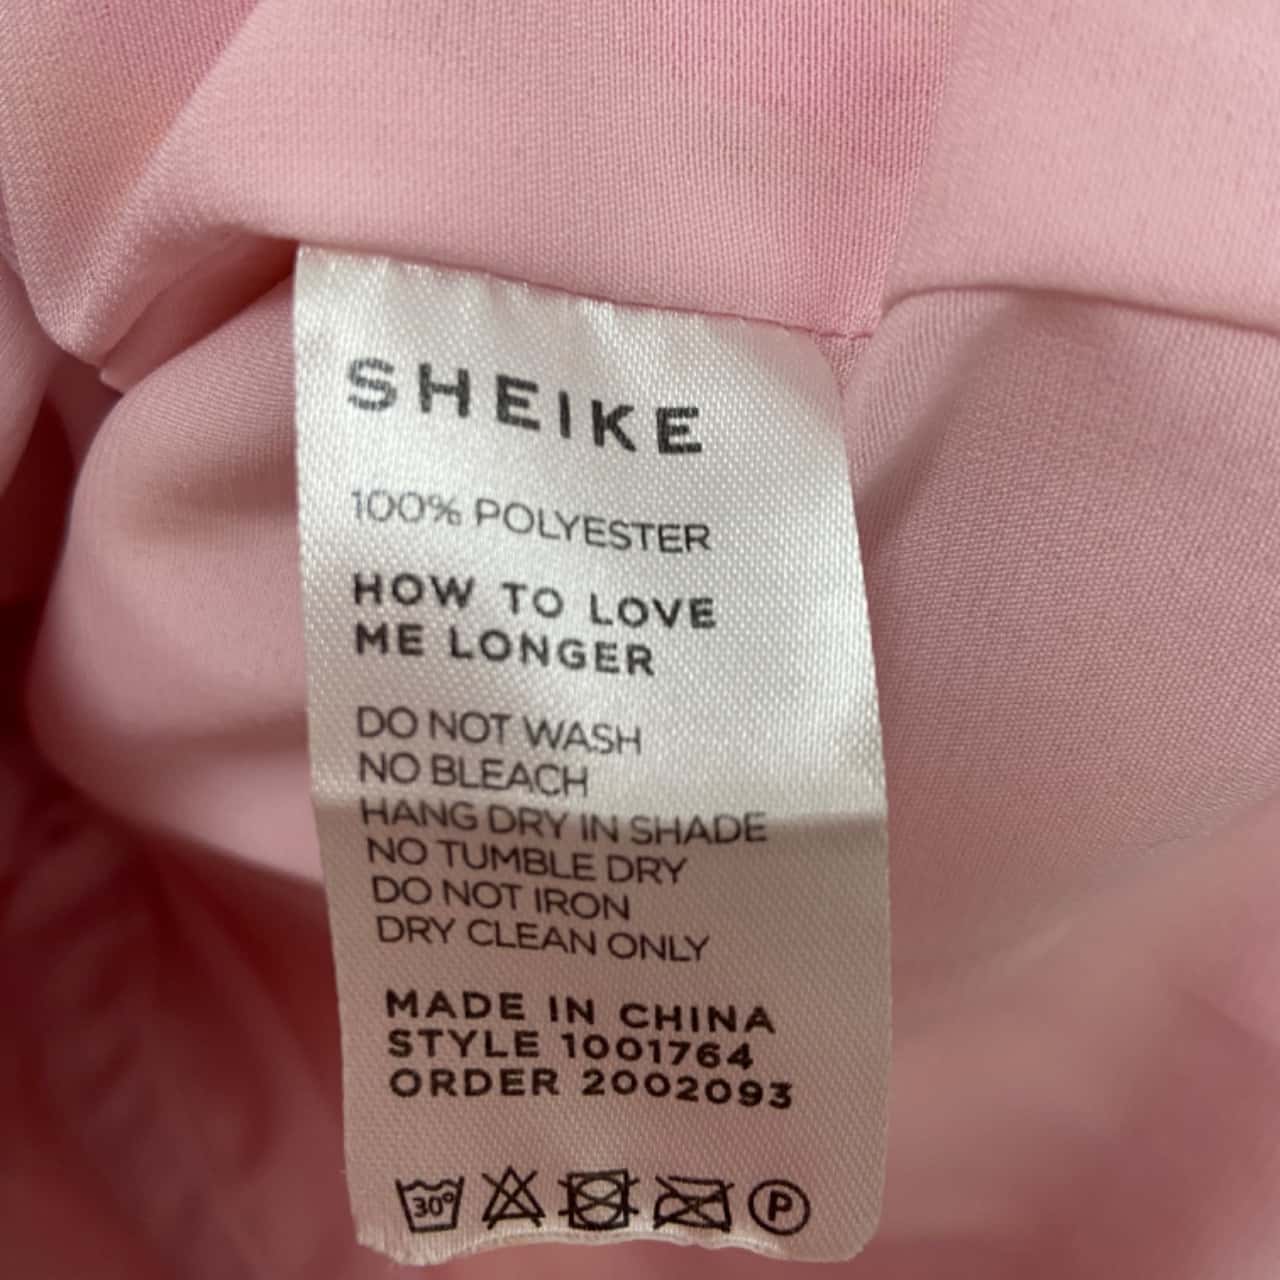 SHEIKE
100% POLYESTER
HOW TO LOVE
ME LONGER
DO NOT WASH
NO BLEACH
HANG DRY IN SHADE
NO TUMBLE DRY
DO NOT IRON
DRY CLEAN ONLY
MADE IN CHINA
STYLE 1001764
ORDER 2002093
30° P